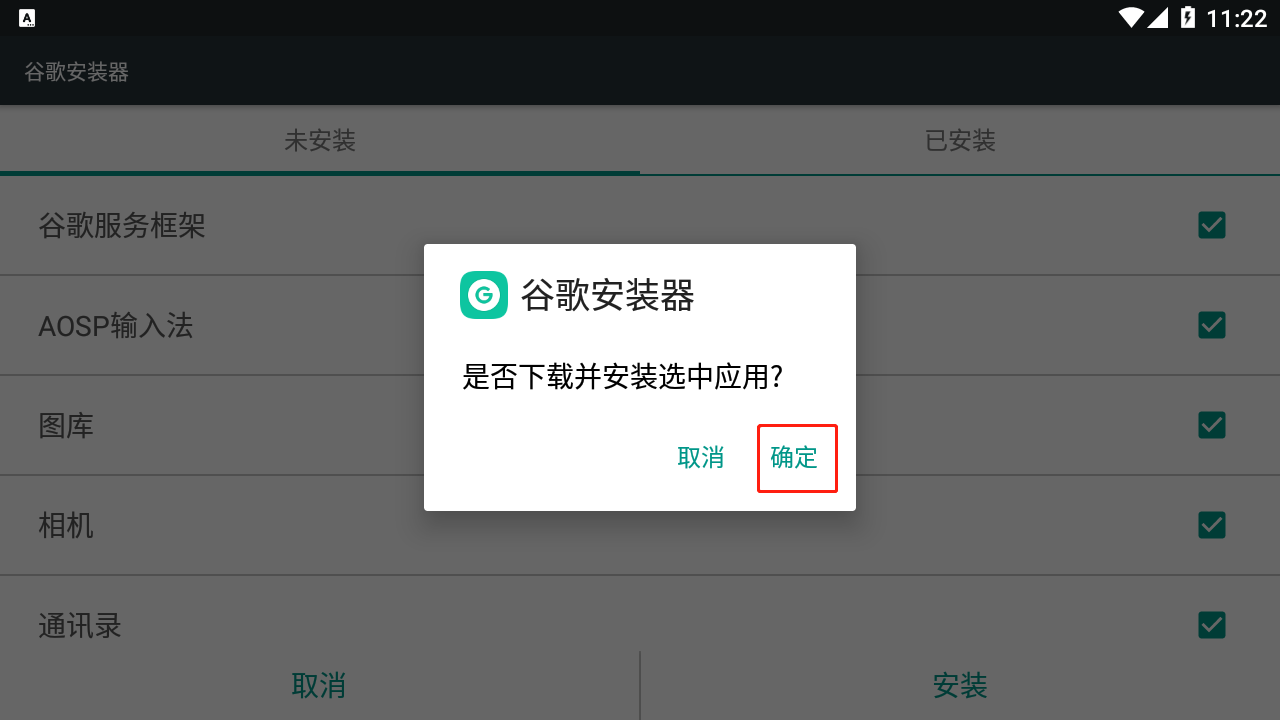 11:22
谷歌安装器
未安装
已安装
谷歌服务框架
AOSP输入法
图库
相机
通讯录
谷歌安装器
是否下载并安装选中应用?
取消
确定
取消
安装